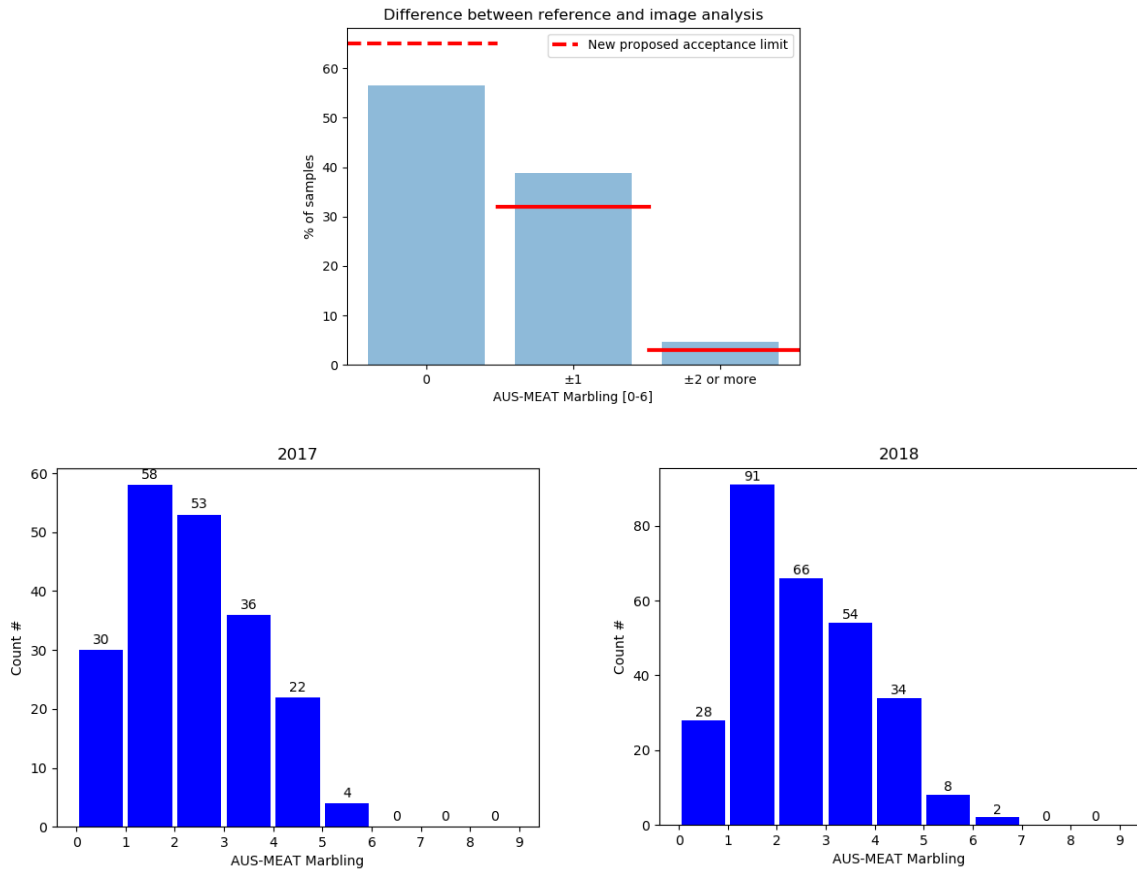 Difference between reference and image analysis
New proposed acceptance limit
60
50
40
30
20
10
0
% of samples
0 ±1 ±2 or more
AUS-MEAT Marbling [0-6]
2017
60
50
40
30
20
10
0
Count #
30 58 53 36 22 4 0 0 0
0 1 2 3 4 5 6 7 8 9
AUS-MEAT Marbling
2018
80
60
40
20
0
Count #
28 91 66 54 34 8 2 0 0
0 1 2 3 4 5 6 7 8 9
AUS-MEAT Marbling